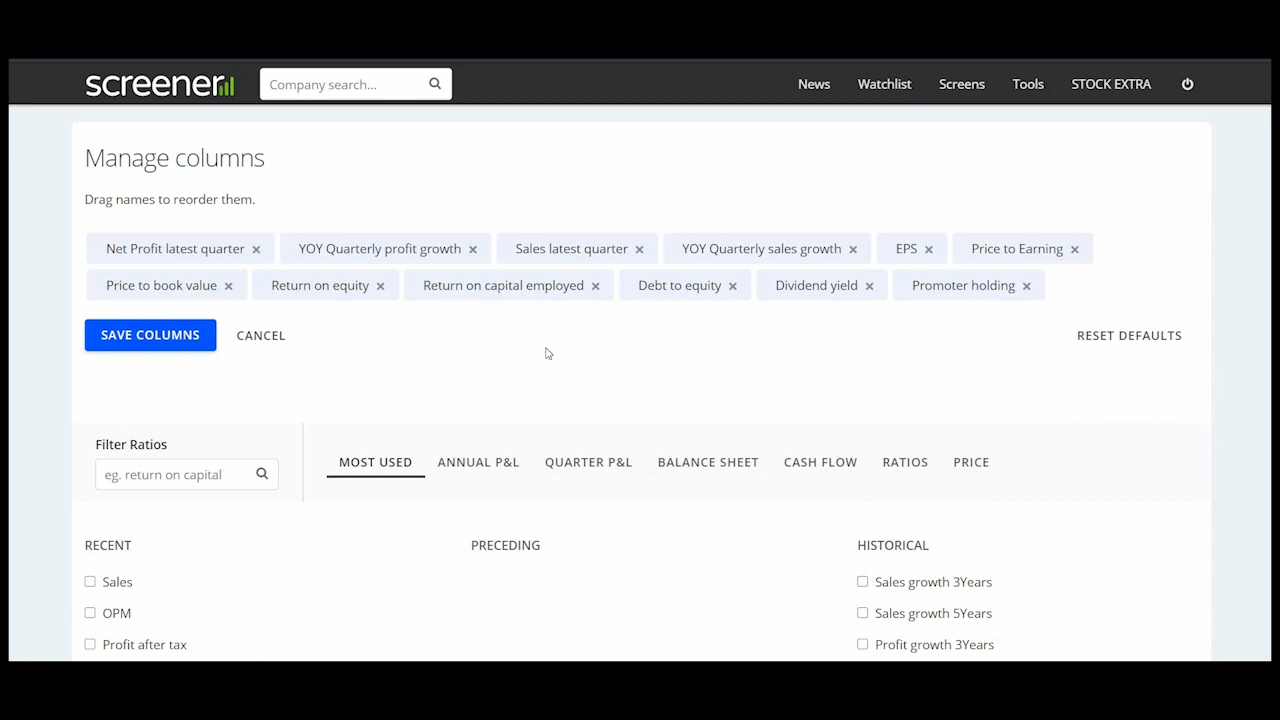 screener
Company search...
News Watchlist Screens Tools STOCK EXTRA
Manage columns
Drag names to reorder them.
Net Profit latest quarter × YOY Quarterly profit growth × Sales latest quarter × YOY Quarterly sales growth × EPS × Price to Earning ×
Price to book value × Return on equity × Return on capital employed × Debt to equity × Dividend yield × Promoter holding ×
SAVE COLUMNS CANCEL RESET DEFAULTS
Filter Ratios
eg. return on capital
MOST USED ANNUAL P&L QUARTER P&L BALANCE SHEET CASH FLOW RATIOS PRICE
RECENT PRECEDING HISTORICAL
Sales Sales growth 3Years
OPM Sales growth 5Years
Profit after tax Profit growth 3Years